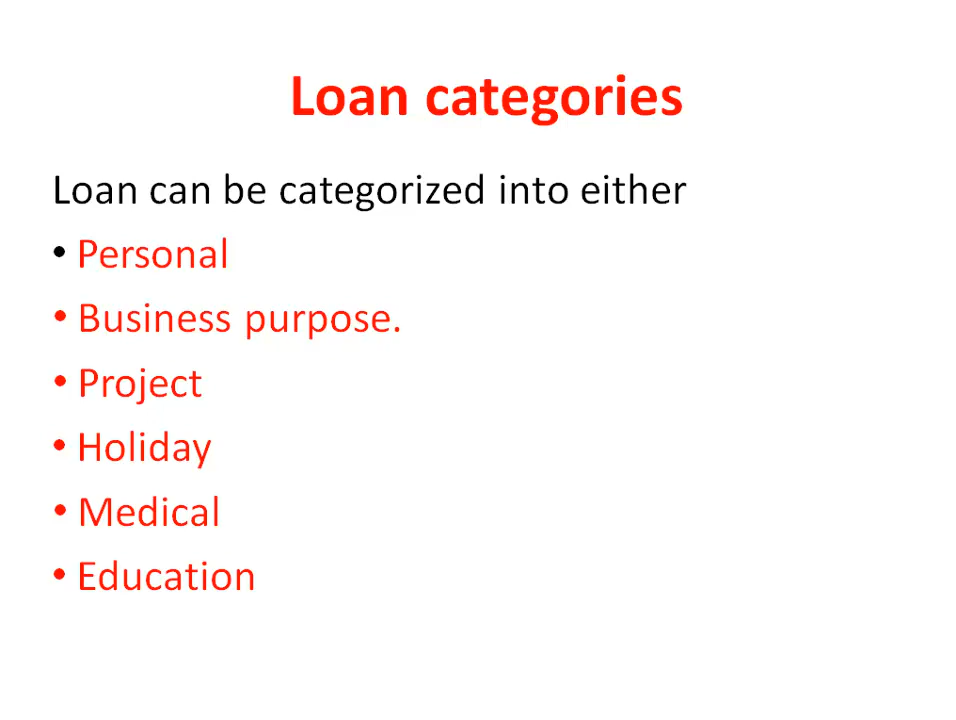 Loan categories
Loan can be categorized into either
• Personal
• Business purpose.
• Project
• Holiday
• Medical
• Education